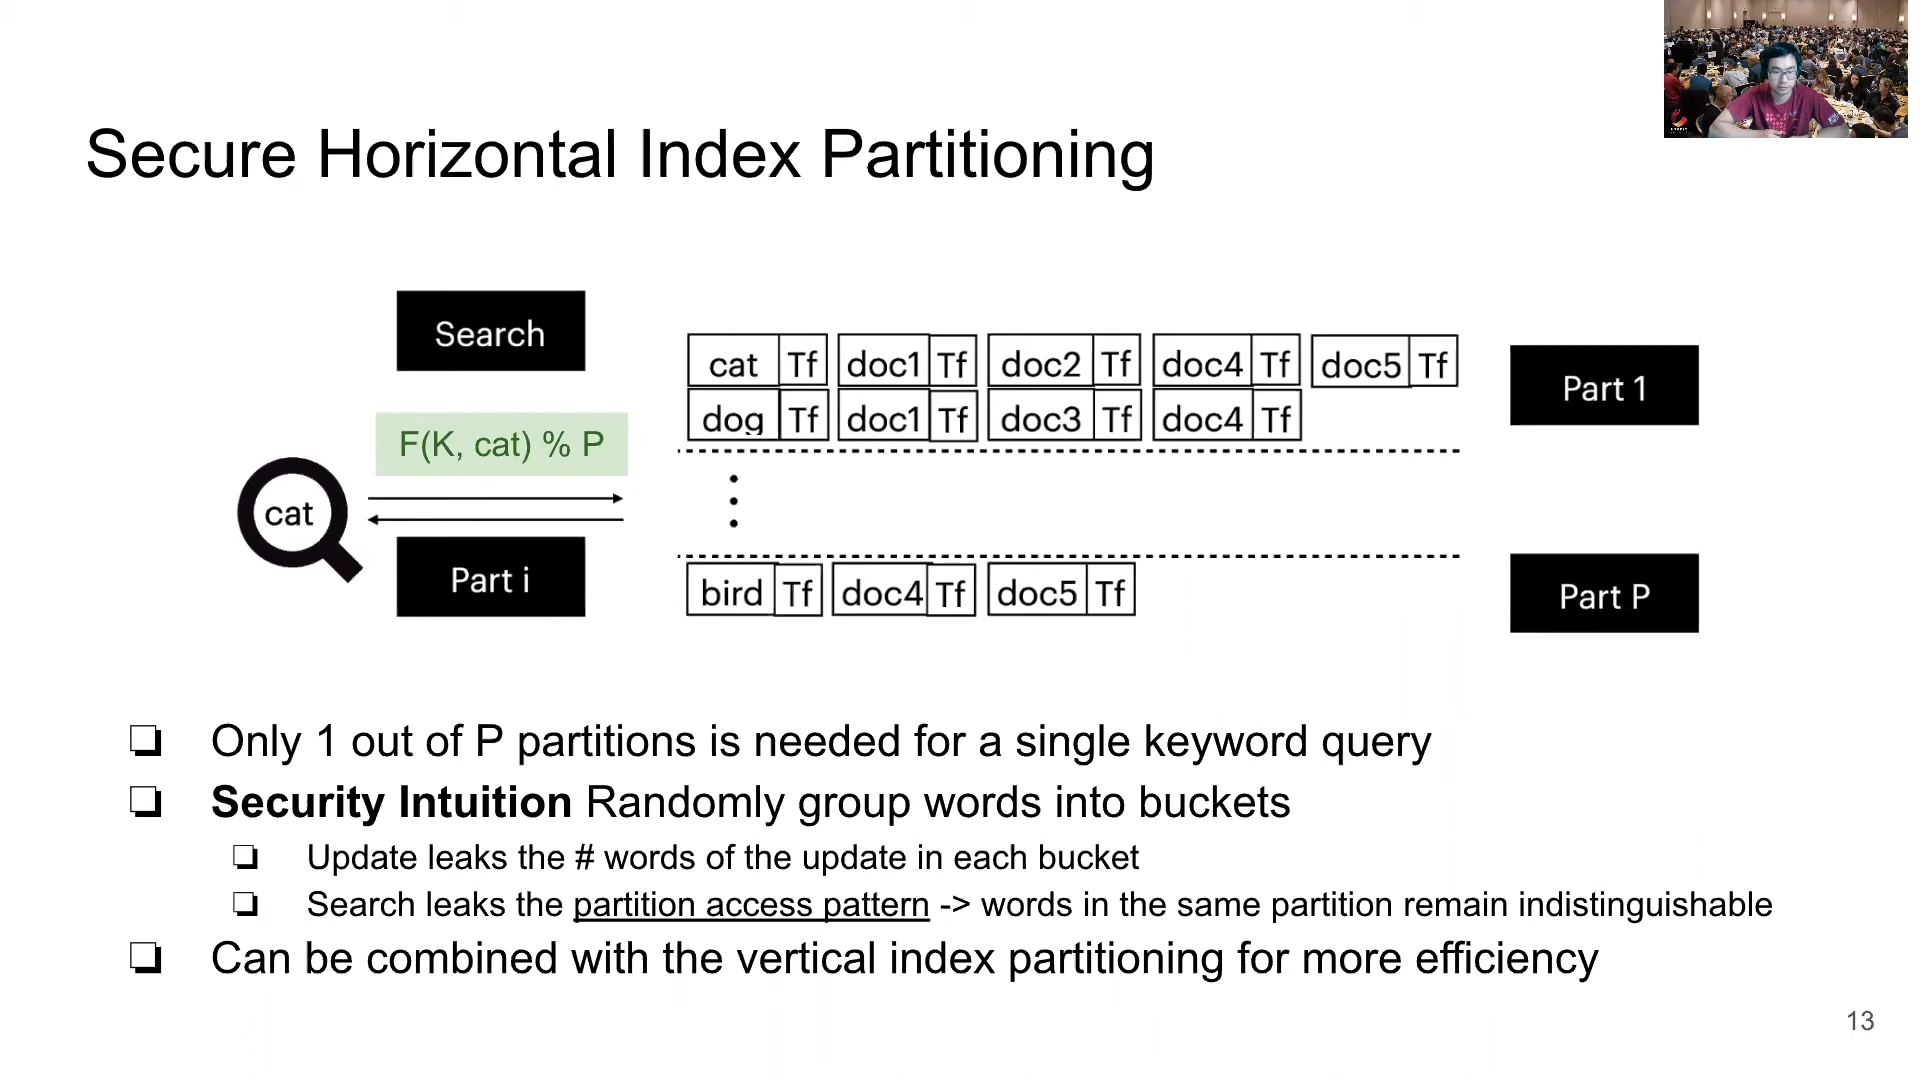 Secure Horizontal Index Partitioning
Search
F(K, cat) % P
cat
Part i
cat Tf doc1 Tf doc2 Tf doc4 Tf doc5 Tf
dog Tf doc1 Tf doc3 Tf doc4 Tf
Part 1
bird Tf doc4 Tf doc5 Tf
Part P
Only 1 out of P partitions is needed for a single keyword query
Security Intuition Randomly group words into buckets
Update leaks the # words of the update in each bucket
Search leaks the partition access pattern -> words in the same partition remain indistinguishable
Can be combined with the vertical index partitioning for more efficiency
13